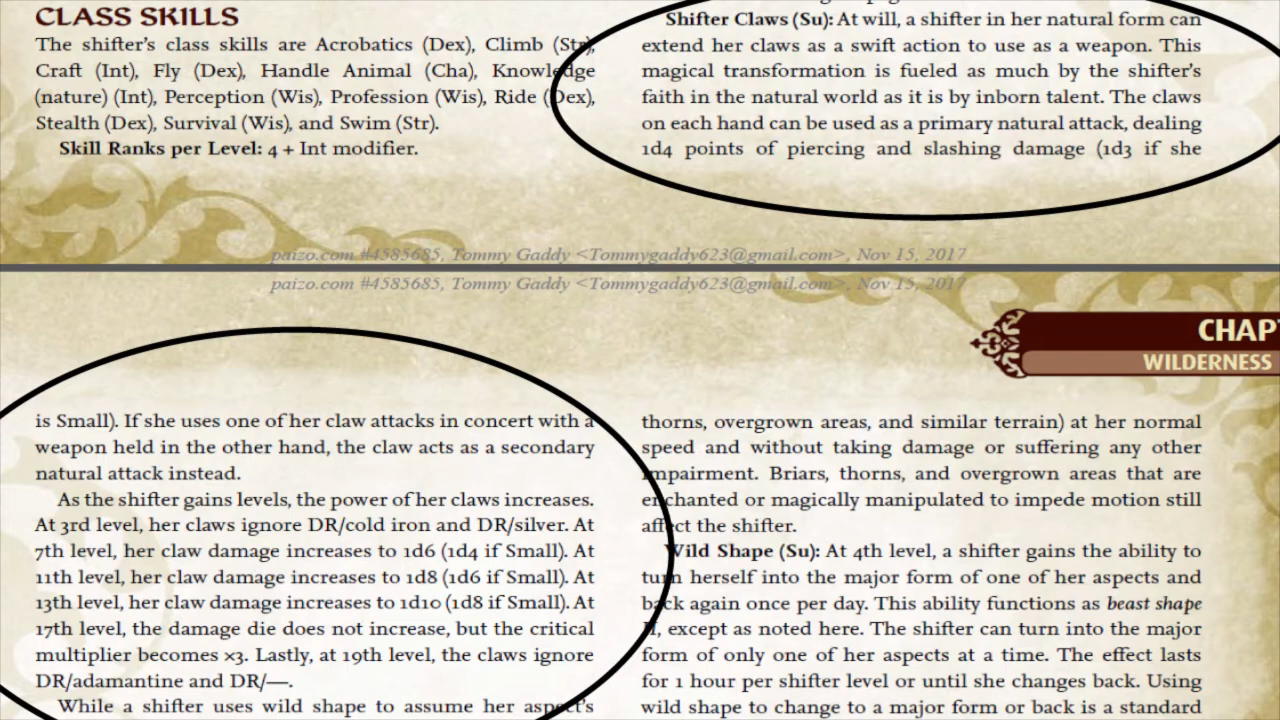 CLASS SKILLS
The shifter's class skills are Acrobatics (Dex), Climb (Str),
Craft (Int), Fly (Dex), Handle Animal (Cha), Knowledge
(nature) (Int), Perception (Wis), Profession (Wis), Ride (Dex),
Stealth (Dex), Survival (Wis), and Swim (Str).
Skill Ranks per Level: 4 + Int modifier.
Shifter Claws (Su): At will, a shifter in her natural form can
extend her claws as a swift action to use as a weapon. This
magical transformation is fueled as much by the shifter's
faith in the natural world as it is by inborn talent. The claws
on each hand can be used as a primary natural attack, dealing
1d4 points of piercing and slashing damage (1d3 if she
paizo.com #4585685, Tommy Gaddy <Tommygaddy623@gmail.com>, Nov 15, 2017
paizo.com #4585685, Tommy Gaddy <Tommygaddy623@gmail.com>, Nov 15, 2017
CHAP
WILDERNESS
is Small). If she uses one of her claw attacks in concert with a
weapon held in the other hand, the claw acts as a secondary
natural attack instead.
As the shifter gains levels, the power of her claws increases.
At 3rd level, her claws ignore DR/cold iron and DR/silver. At
7th level, her claw damage increases to 1d6 (1d4 if Small). At
11th level, her claw damage increases to 1d8 (1d6 if Small). At
13th level, her claw damage increases to 1d10 (1d8 if Small). At
17th level, the damage die does not increase, but the critical
multiplier becomes ×3. Lastly, at 19th level, the claws ignore
DR/adamantine and DR/—.
While a shifter uses wild shape to assume her aspect's
thorns, overgrown areas, and similar terrain) at her normal
speed and without taking damage or suffering any other
impairment. Briars, thorns, and overgrown areas that are
enchanted or magically manipulated to impede motion still
affect the shifter.
Wild Shape (Su): At 4th level, a shifter gains the ability to
turn herself into the major form of one of her aspects and
back again once per day. This ability functions as beast shape
II, except as noted here. The shifter can turn into the major
form of only one of her aspects at a time. The effect lasts
for 1 hour per shifter level or until she changes back. Using
wild shape to change to a major form or back is a standard